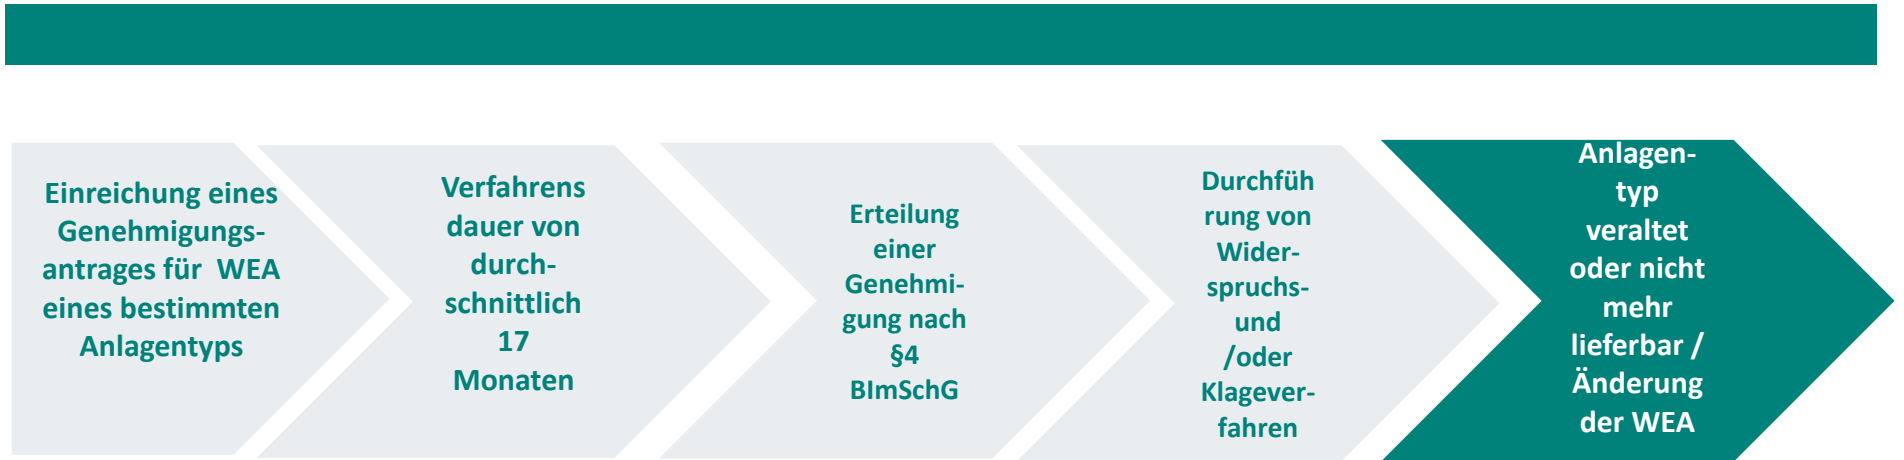 Einreichung eines
Genehmigungs-
antrages für WEA
eines bestimmten
Anlagentyps
Verfahrens
dauer von
durch-
schnittlich
17
Monaten
Erteilung
einer
Genehmi-
gung nach
§4
BImSchG
Durchfüh
rung von
Wider-
spruchs-
und
/oder
Klagever-
fahren
Anlagen-
typ
veraltet
oder nicht
mehr
lieferbar /
Änderung
der WEA